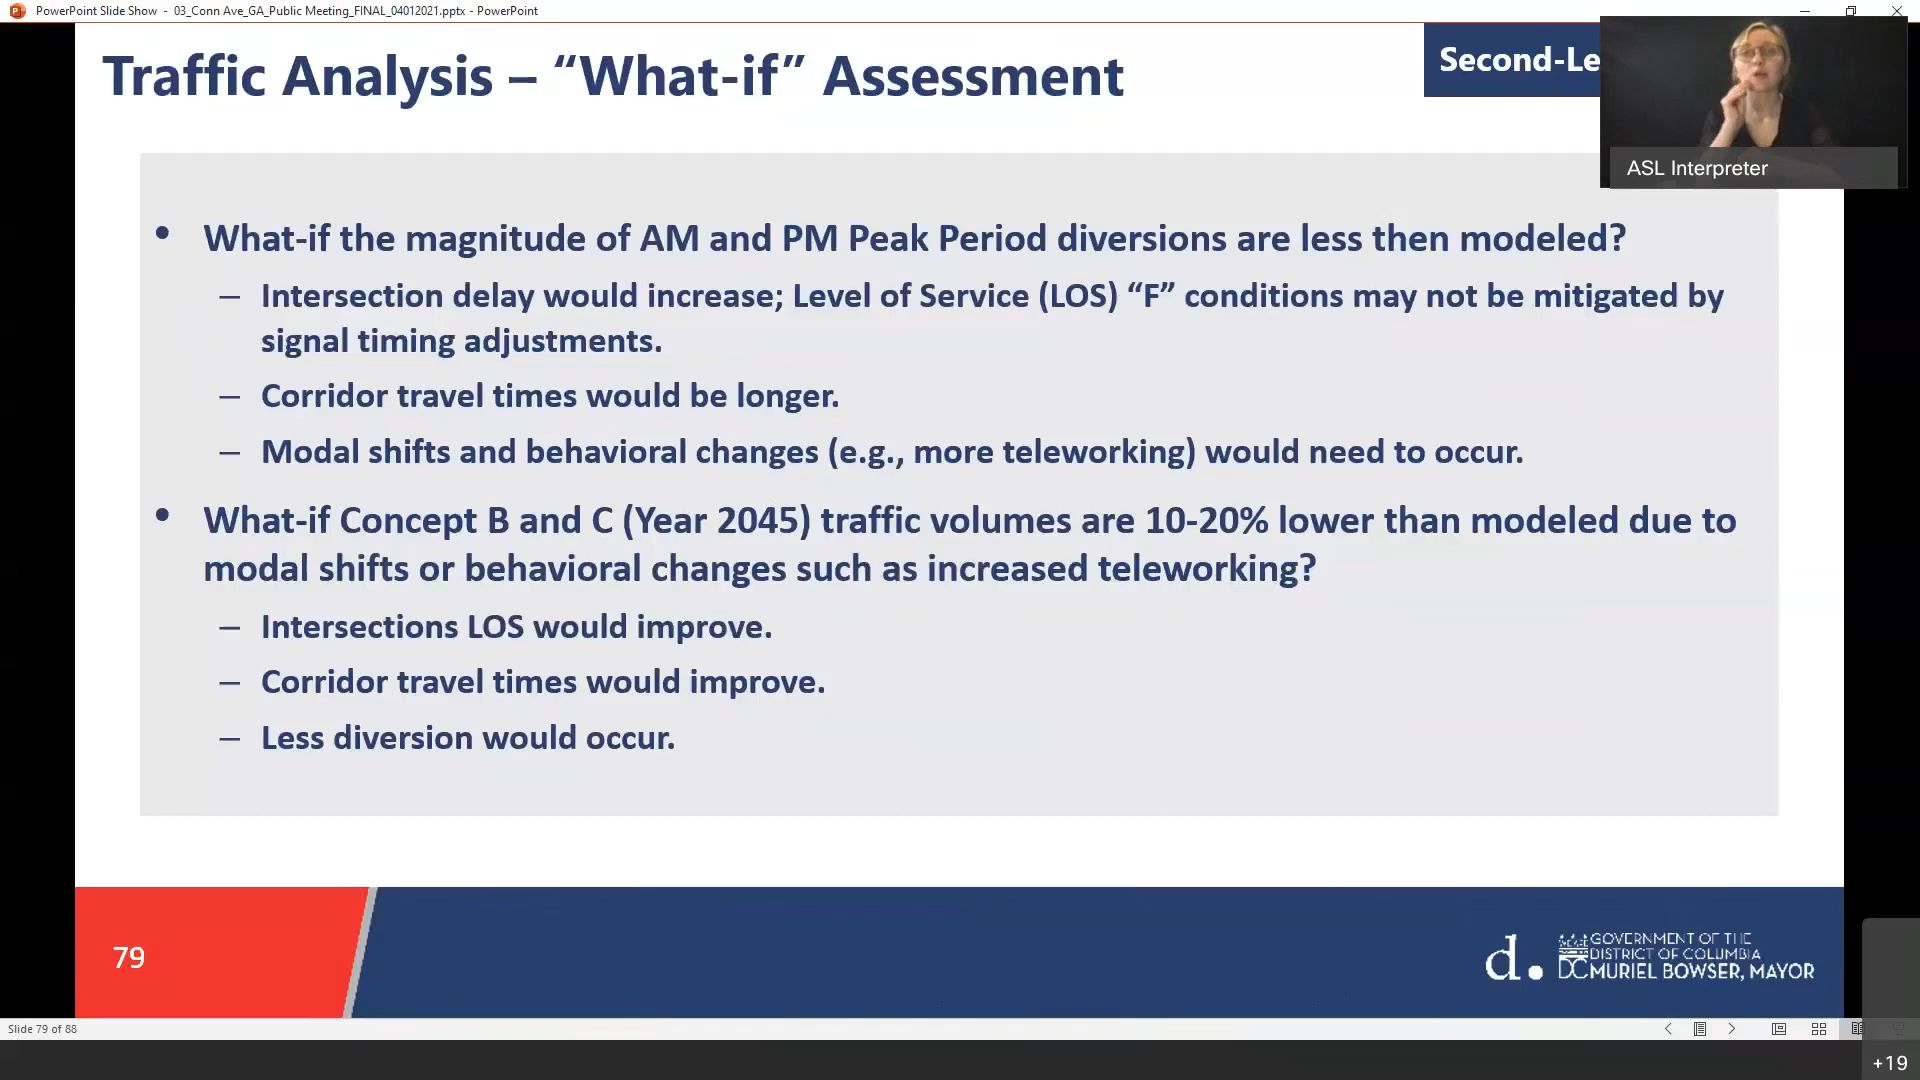 PowerPoint Slide Show - 03_Conn Ave_GA_Public Meeting_FINAL_04012021.pptx - PowerPoint
Traffic Analysis – “What-if” Assessment
Second-Le
ASL Interpreter
• What-if the magnitude of AM and PM Peak Period diversions are less then modeled?
– Intersection delay would increase; Level of Service (LOS) “F” conditions may not be mitigated by
signal timing adjustments.
– Corridor travel times would be longer.
– Modal shifts and behavioral changes (e.g., more teleworking) would need to occur.
• What-if Concept B and C (Year 2045) traffic volumes are 10-20% lower than modeled due to
modal shifts or behavioral changes such as increased teleworking?
– Intersections LOS would improve.
– Corridor travel times would improve.
– Less diversion would occur.
79
d.
GOVERNMENT OF THE
DISTRICT OF COLUMBIA
DC MURIEL BOWSER, MAYOR
Slide 79 of 88
+19